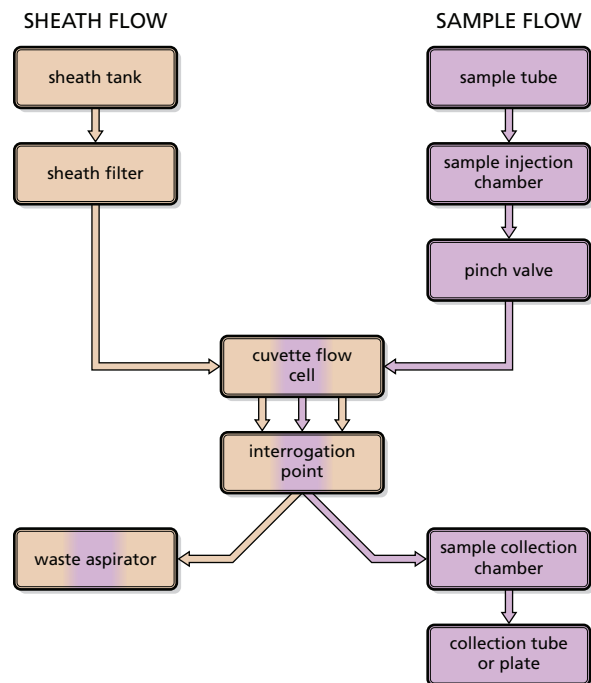 SHEATH FLOW
SAMPLE FLOW
sheath tank
sample tube
sheath filter
sample injection
chamber
pinch valve
cuvette flow
cell
interrogation
point
waste aspirator
sample collection
chamber
collection tube
or plate